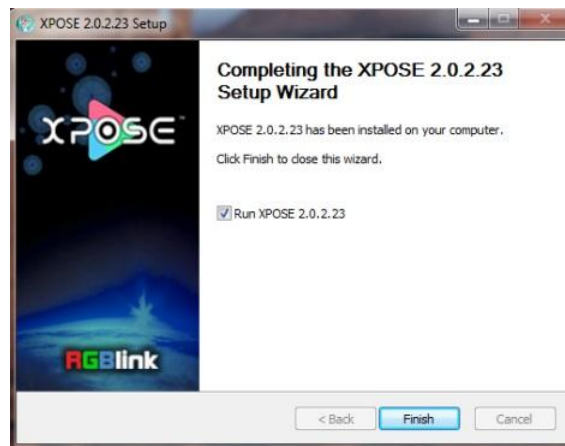 XPOSE 2.0.2.23 Setup
XPOSE
RGBlink
Completing the XPOSE 2.0.2.23
Setup Wizard
XPOSE 2.0.2.23 has been installed on your computer.
Click Finish to close this wizard.
Run XPOSE 2.0.2.23
< Back
Finish
Cancel